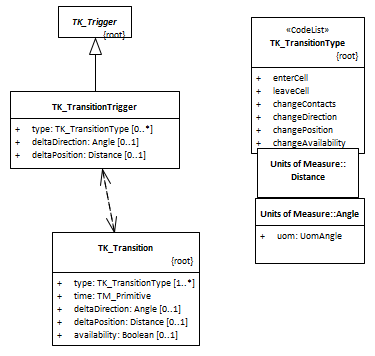 TK_Trigger
{root}
TK_TransitionTrigger
+ type: TK_TransitionType [0..*]
+ deltaDirection: Angle [0..1]
+ deltaPosition: Distance [0..1]
TK_Transition
{root}
+ type: TK_TransitionType [1..*]
+ time: TM_Primitive
+ deltaDirection: Angle [0..1]
+ deltaPosition: Distance [0..1]
+ availability: Boolean [0..1]
«CodeList»
TK_TransitionType
{root}
+ enterCell
+ leaveCell
+ changeContacts
+ changeDirection
+ changePosition
+ changeAvailability
Units of Measure::
Distance
Units of Measure::Angle
+ uom: UomAngle